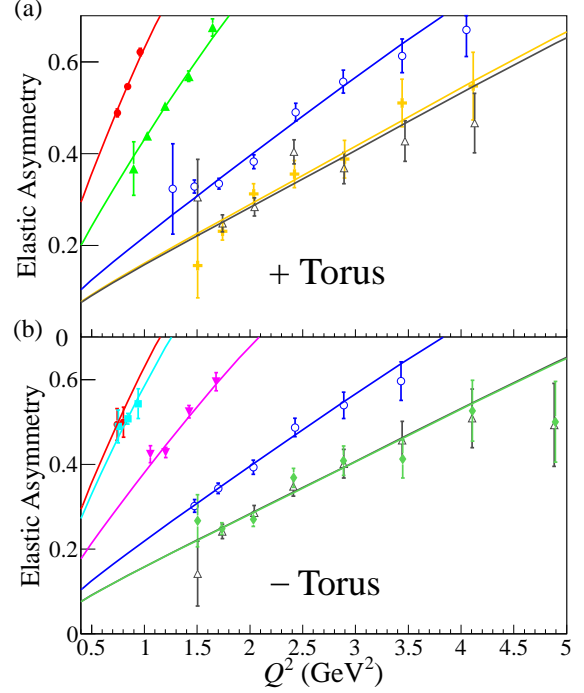 (a)
0.6
0.4
0.2
Elastic Asymmetry
+ Torus
(b)
0
0.6
0.4
0.2
0
Elastic Asymmetry
− Torus
0.5 1 1.5 2 2.5 3 3.5 4 4.5 5
Q² (GeV²)